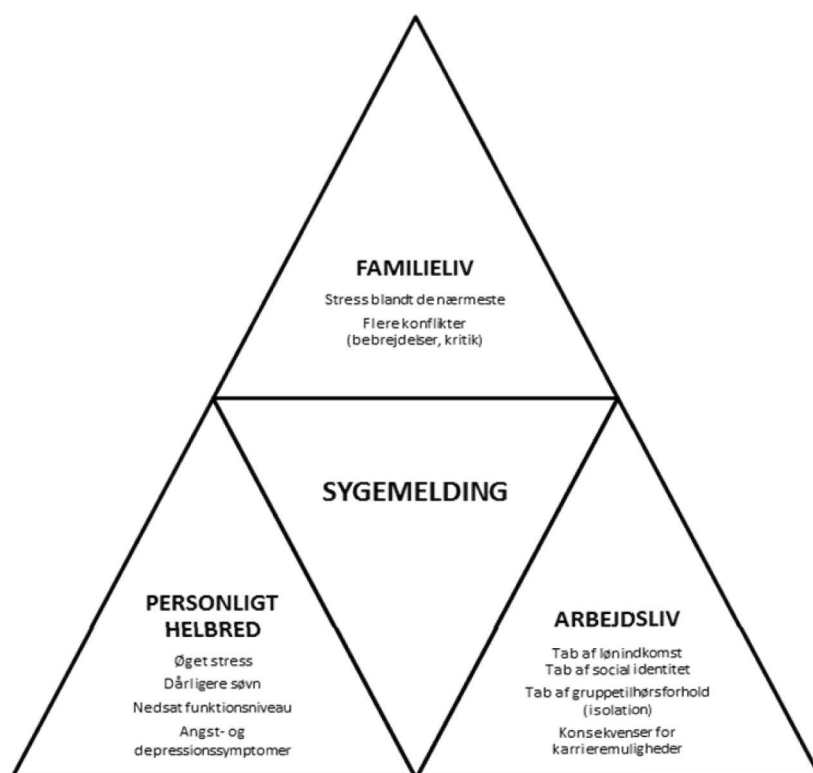 FAMILIELIV
Stress blandt de nærmeste
Flere konflikter
(bebrejdelser, kritik)
SYGEMELDING
PERSONLIGT
HELBRED
Øget stress
Dårligere søvn
Nedsat funktionsniveau
Angst- og
depressionssymptomer
ARBEJDSLIV
Tab af lønindkomst
Tab af social identitet
Tab af gruppetilhørsforhold
(isolation)
Konsekvenser for
karrieremuligheder